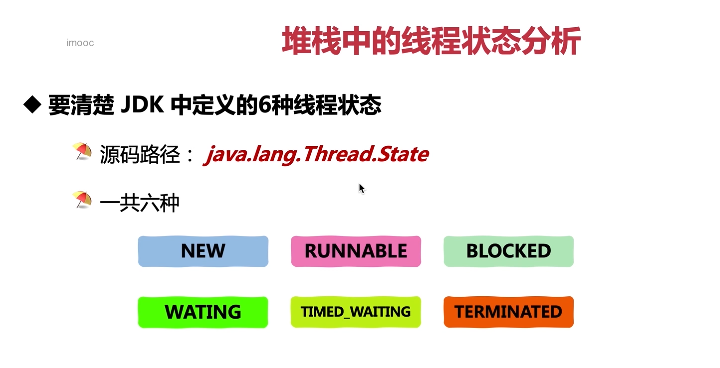 imooc
堆栈中的线程状态分析
要清楚 JDK 中定义的6种线程状态
源码路径： java.lang.Thread.State
一共六种
NEW RUNNABLE BLOCKED
WATING TIMED_WAITING TERMINATED